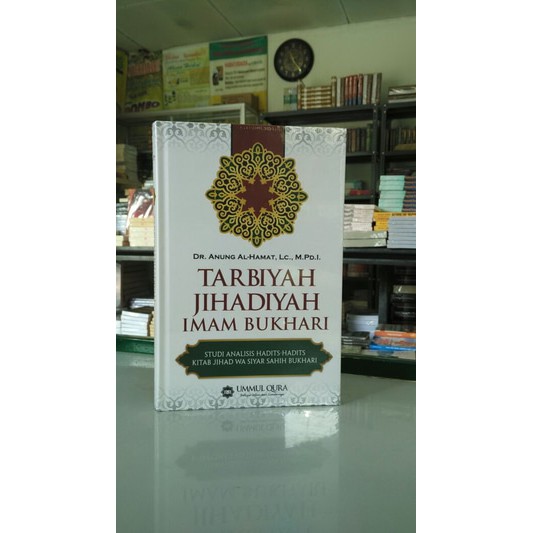 DR. ANUNG AL-HAMAT, LC., M.PD.I.
TARBIYAH
JIHADIYAH
IMAM BUKHARI
STUDI ANALISIS HADITS-HADITS
KITAB JIHAD WA SIYAR SAHIH BUKHARI
UMMUL QURA